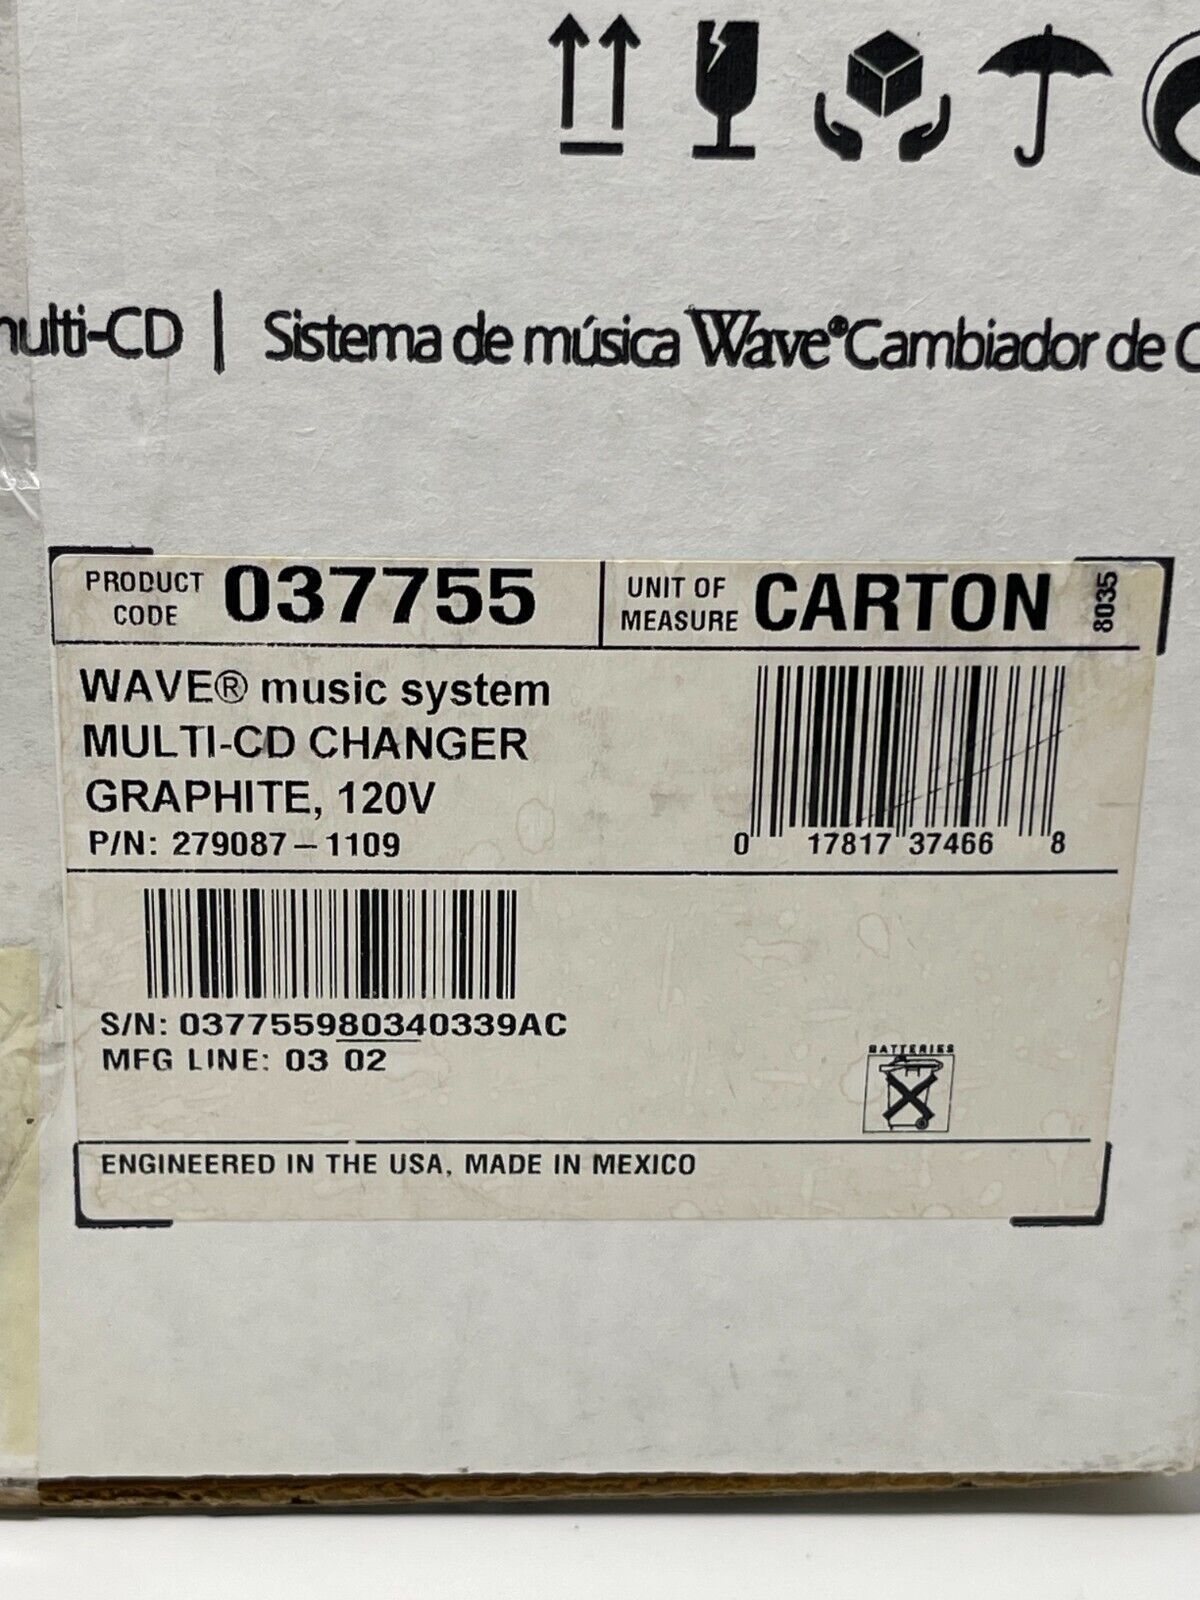 multi-CD | Sistema de música Wave® Cambiador de C
PRODUCT CODE 037755
UNIT OF MEASURE CARTON
8035
WAVE® music system
MULTI-CD CHANGER
GRAPHITE, 120V
P/N: 279087-1109
0 17817 37466 8
S/N: 037755980340339AC
MFG LINE: 03 02
BATTERIES
ENGINEERED IN THE USA, MADE IN MEXICO